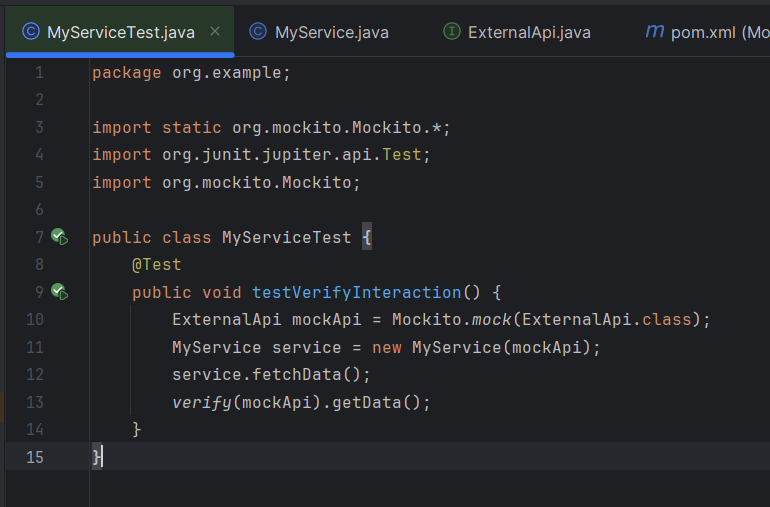 MyServiceTest.java
MyService.java
ExternalApi.java
pom.xml (Mo
1 package org.example;
2
3 import static org.mockito.Mockito.*;
4 import org.junit.jupiter.api.Test;
5 import org.mockito.Mockito;
6
7 public class MyServiceTest {
8     @Test
9     public void testVerifyInteraction() {
10         ExternalApi mockApi = Mockito.mock(ExternalApi.class);
11         MyService service = new MyService(mockApi);
12         service.fetchData();
13         verify(mockApi).getData();
14     }
15 }